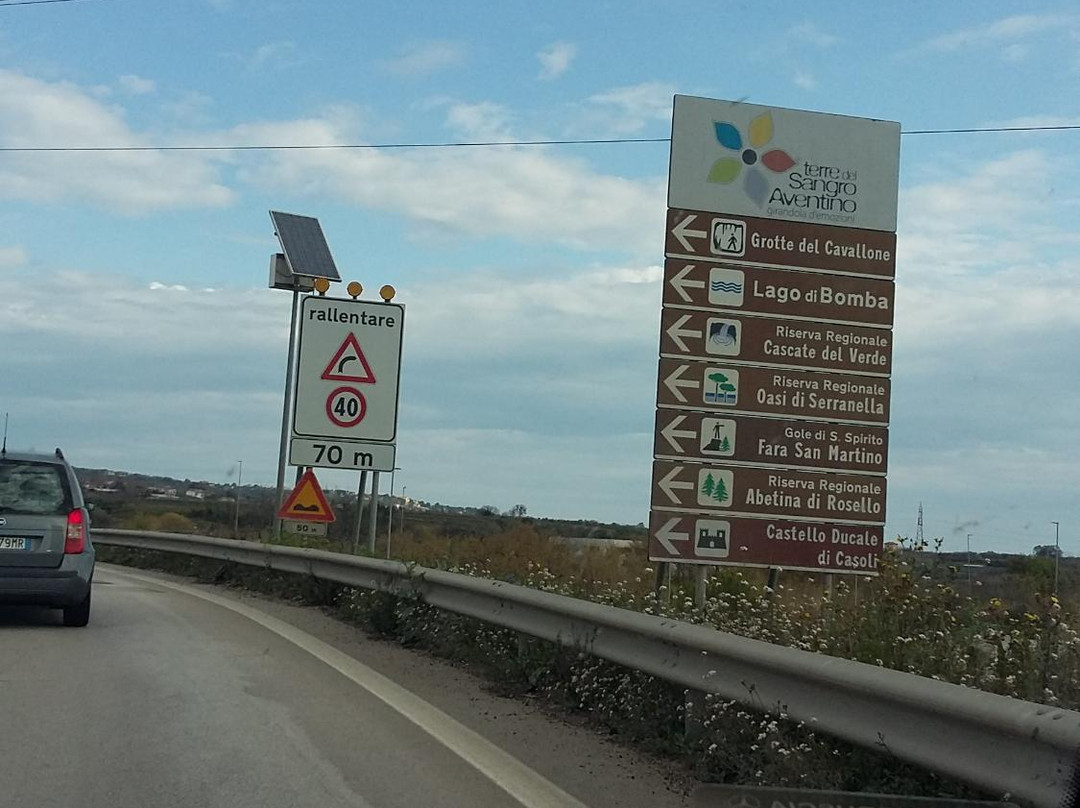 rallentare
40
70 m
50 m
79MR
terre del
Sangro
Aventino
girandola d'emozioni
Grotte del Cavallone
Lago di Bomba
Riserva Regionale
Cascate del Verde
Riserva Regionale
Oasi di Serranella
Gole di S. Spirito
Fara San Martino
Riserva Regionale
Abetina di Rosello
Castello Ducale
di Casoli